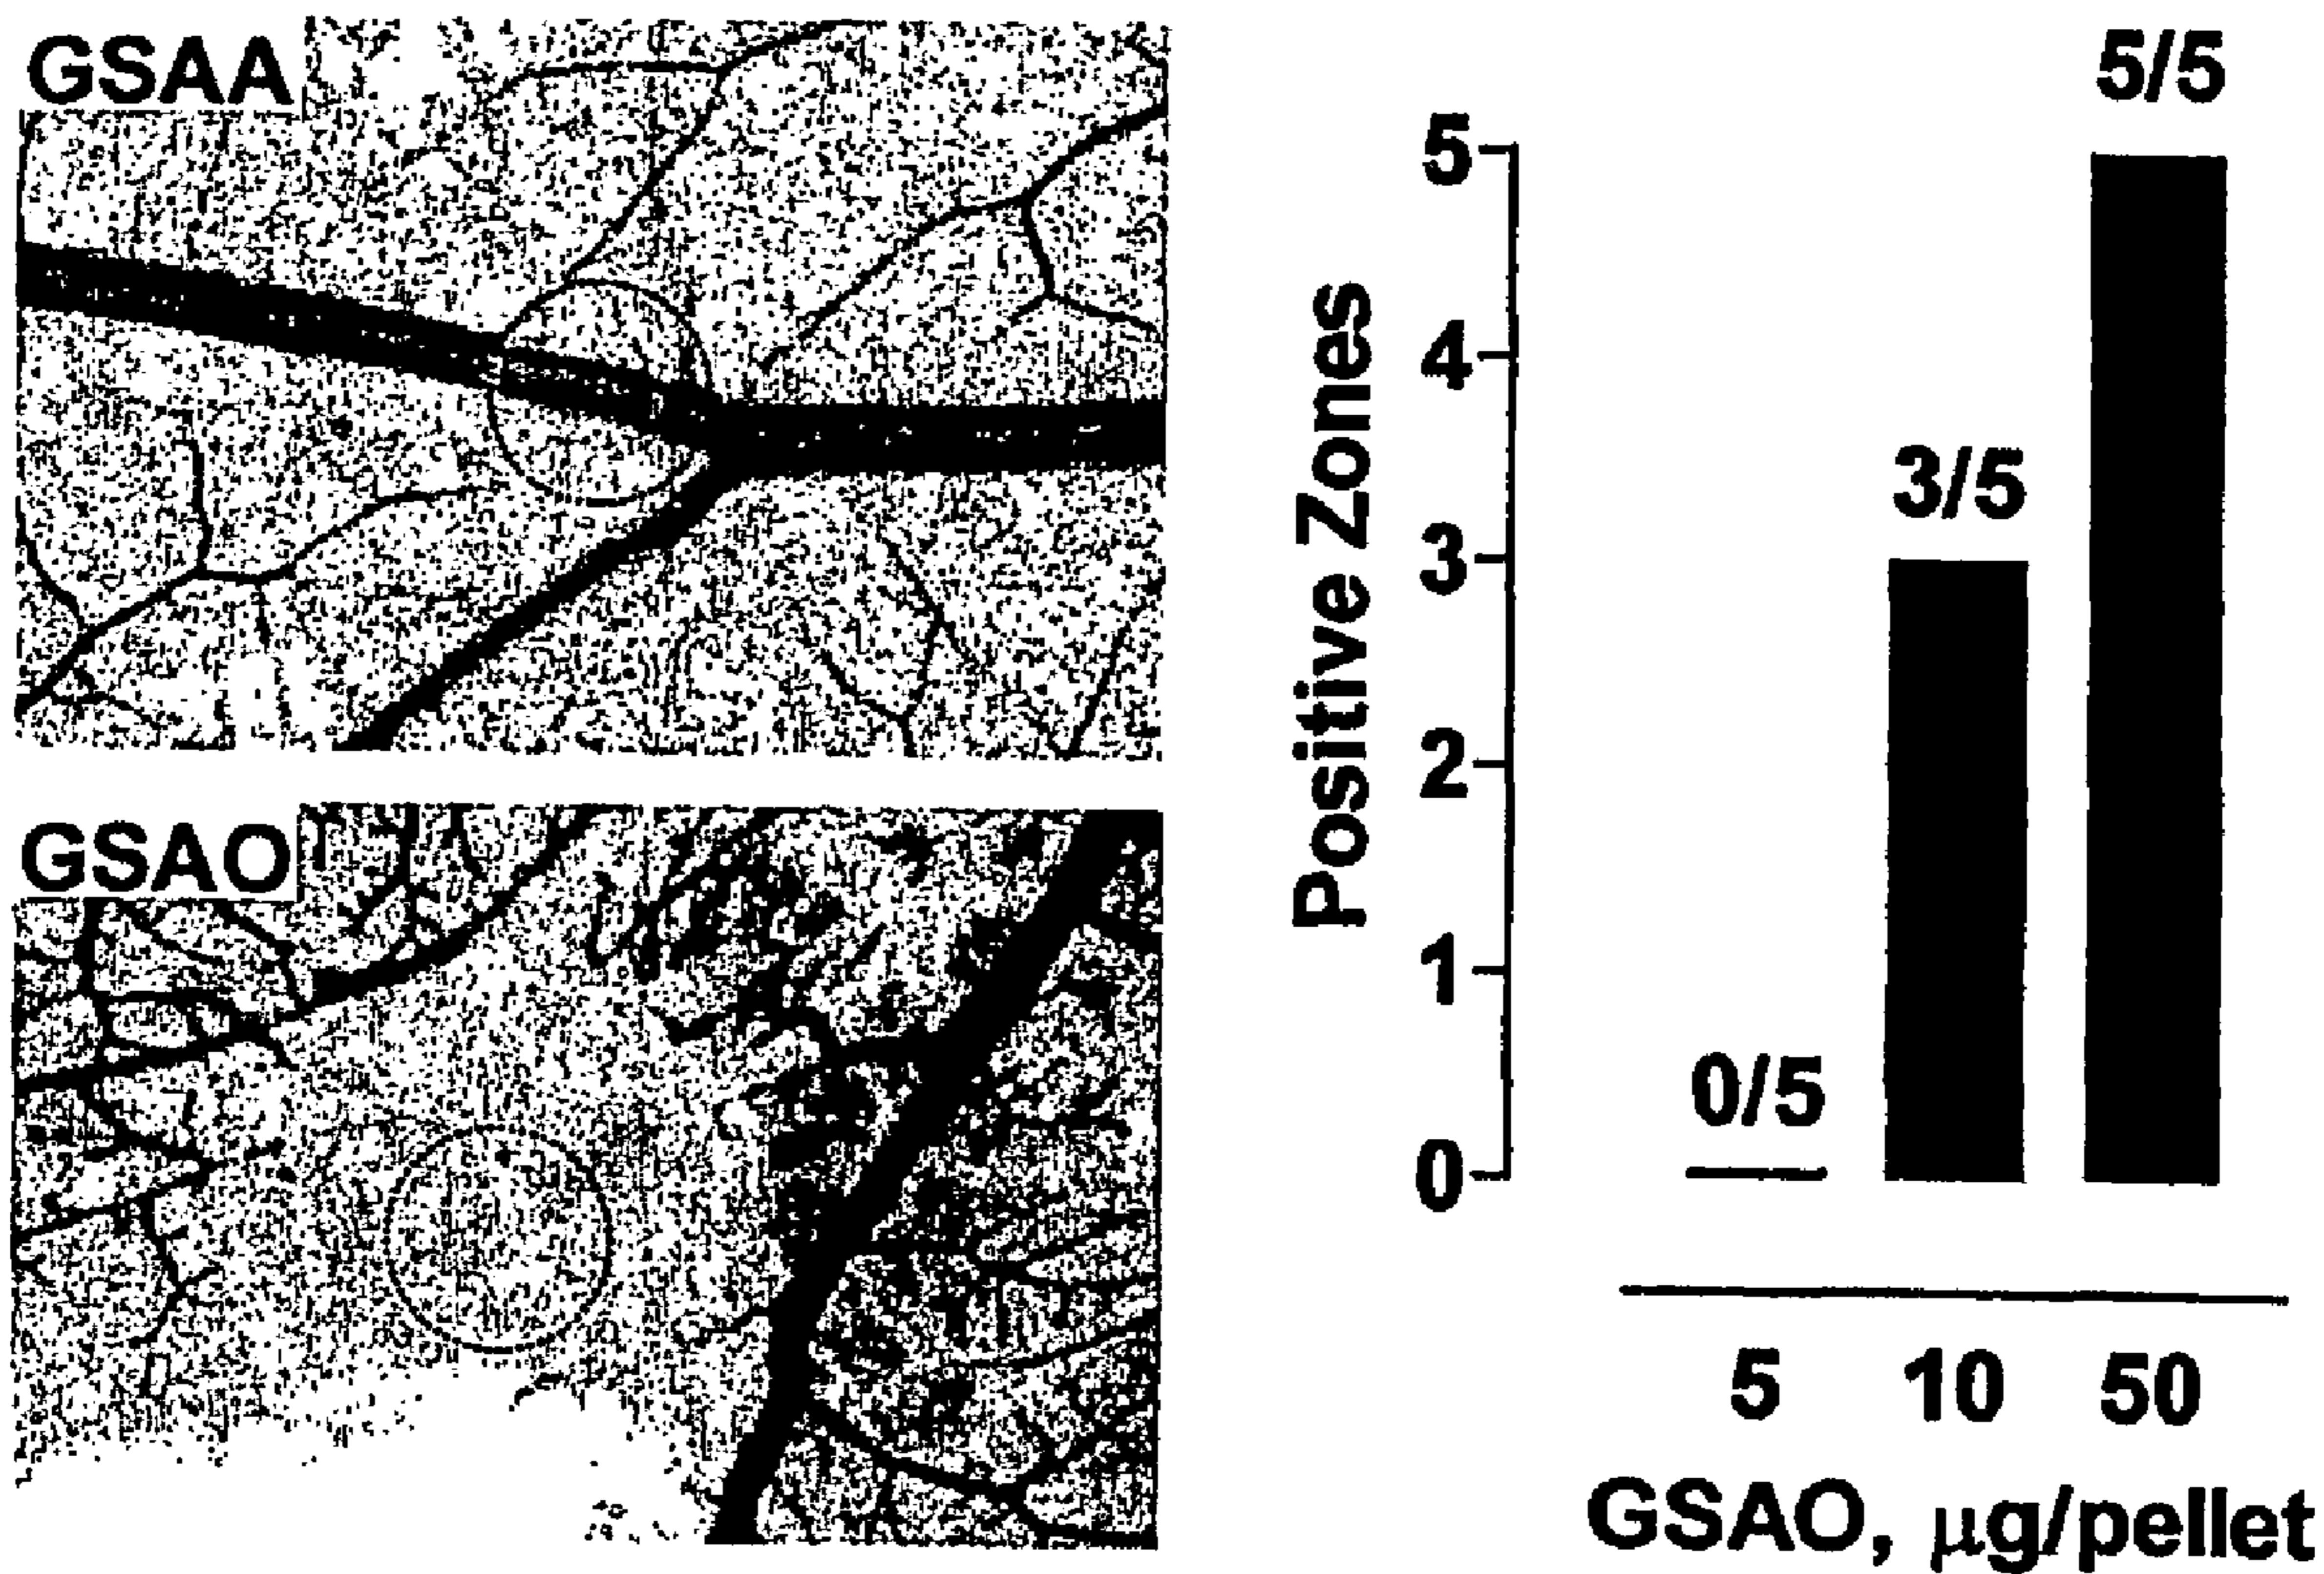 GSAA
GSAO
Positive Zones
5
4
3
2
1
0
0/5
3/5
5/5
5 10 50
GSAO, μg/pellet